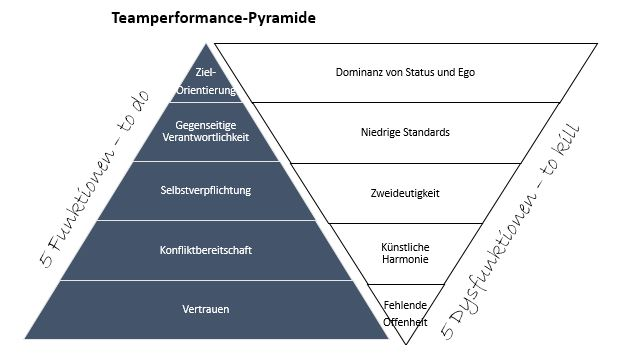 Teamperformance-Pyramide
5 Funktionen – to do
Ziel-
Orientierung
Gegenseitige
Verantwortlichkeit
Selbstverpflichtung
Konfliktbereitschaft
Vertrauen
Dominanz von Status und Ego
Niedrige Standards
Zweideutigkeit
Künstliche
Harmonie
Fehlende
Offenheit
5 Dysfunktionen – to kill